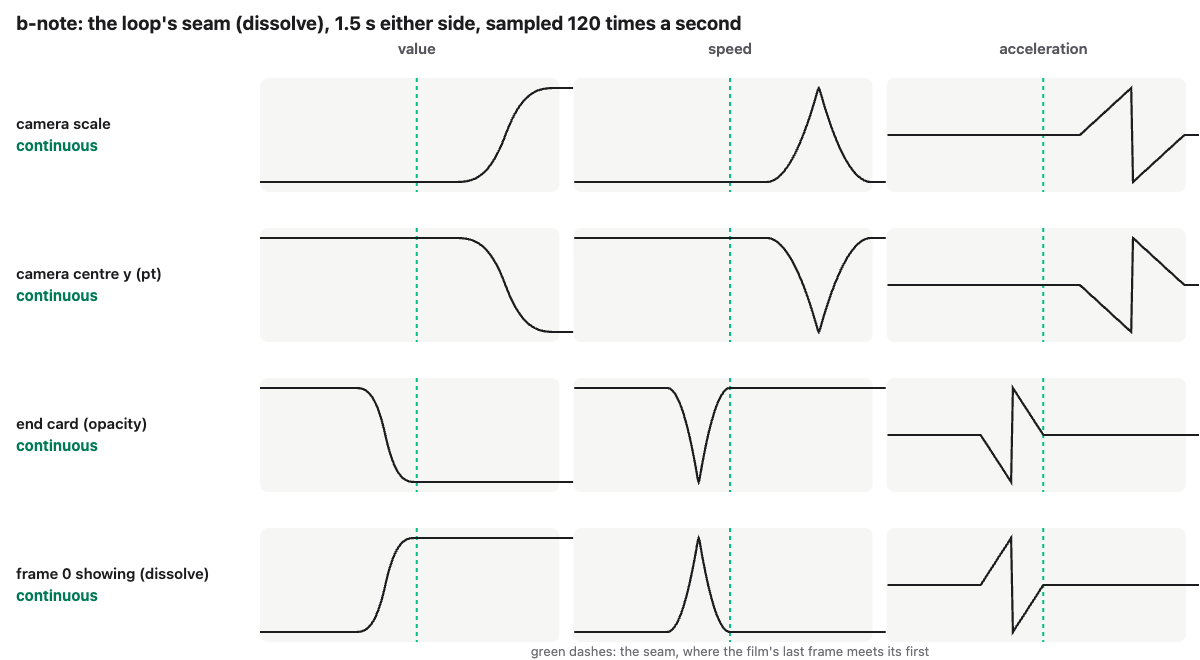 b-note: the loop's seam (dissolve), 1.5 s either side, sampled 120 times a second
value speed acceleration
camera scale
continuous
camera centre y (pt)
continuous
end card (opacity)
continuous
frame 0 showing (dissolve)
continuous
green dashes: the seam, where the film's last frame meets its first